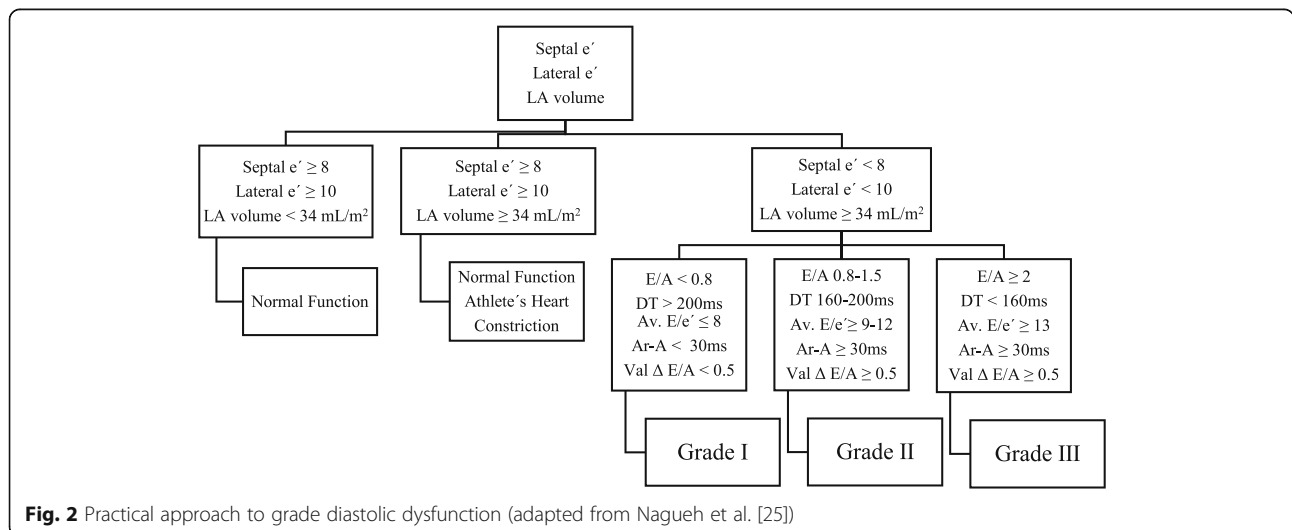 Septal e´
Lateral e´
LA volume
Septal e´ ≥ 8
Lateral e´ ≥ 10
LA volume < 34 mL/m²
Septal e´ ≥ 8
Lateral e´ ≥ 10
LA volume ≥ 34 mL/m²
Septal e´ < 8
Lateral e´ < 10
LA volume ≥ 34 mL/m²
Normal Function
Normal Function
Athlete´s Heart
Constriction
E/A < 0.8
DT > 200ms
Av. E/e´ ≤ 8
Ar-A < 30ms
Val Δ E/A < 0.5
E/A 0.8-1.5
DT 160-200ms
Av. E/e´ ≥ 9-12
Ar-A ≥ 30ms
Val Δ E/A ≥ 0.5
E/A ≥ 2
DT < 160ms
Av. E/e´ ≥ 13
Ar-A ≥ 30ms
Val Δ E/A ≥ 0.5
Grade I
Grade II
Grade III
Fig. 2 Practical approach to grade diastolic dysfunction (adapted from Nagueh et al. [25])